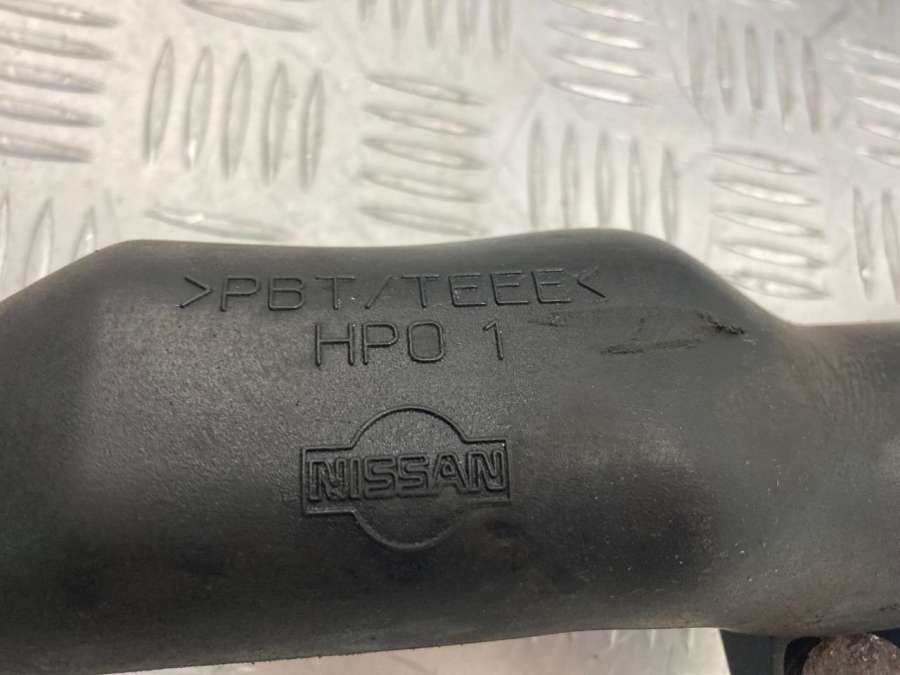 >PBT/TEEE<
HPO 1
NISSAN